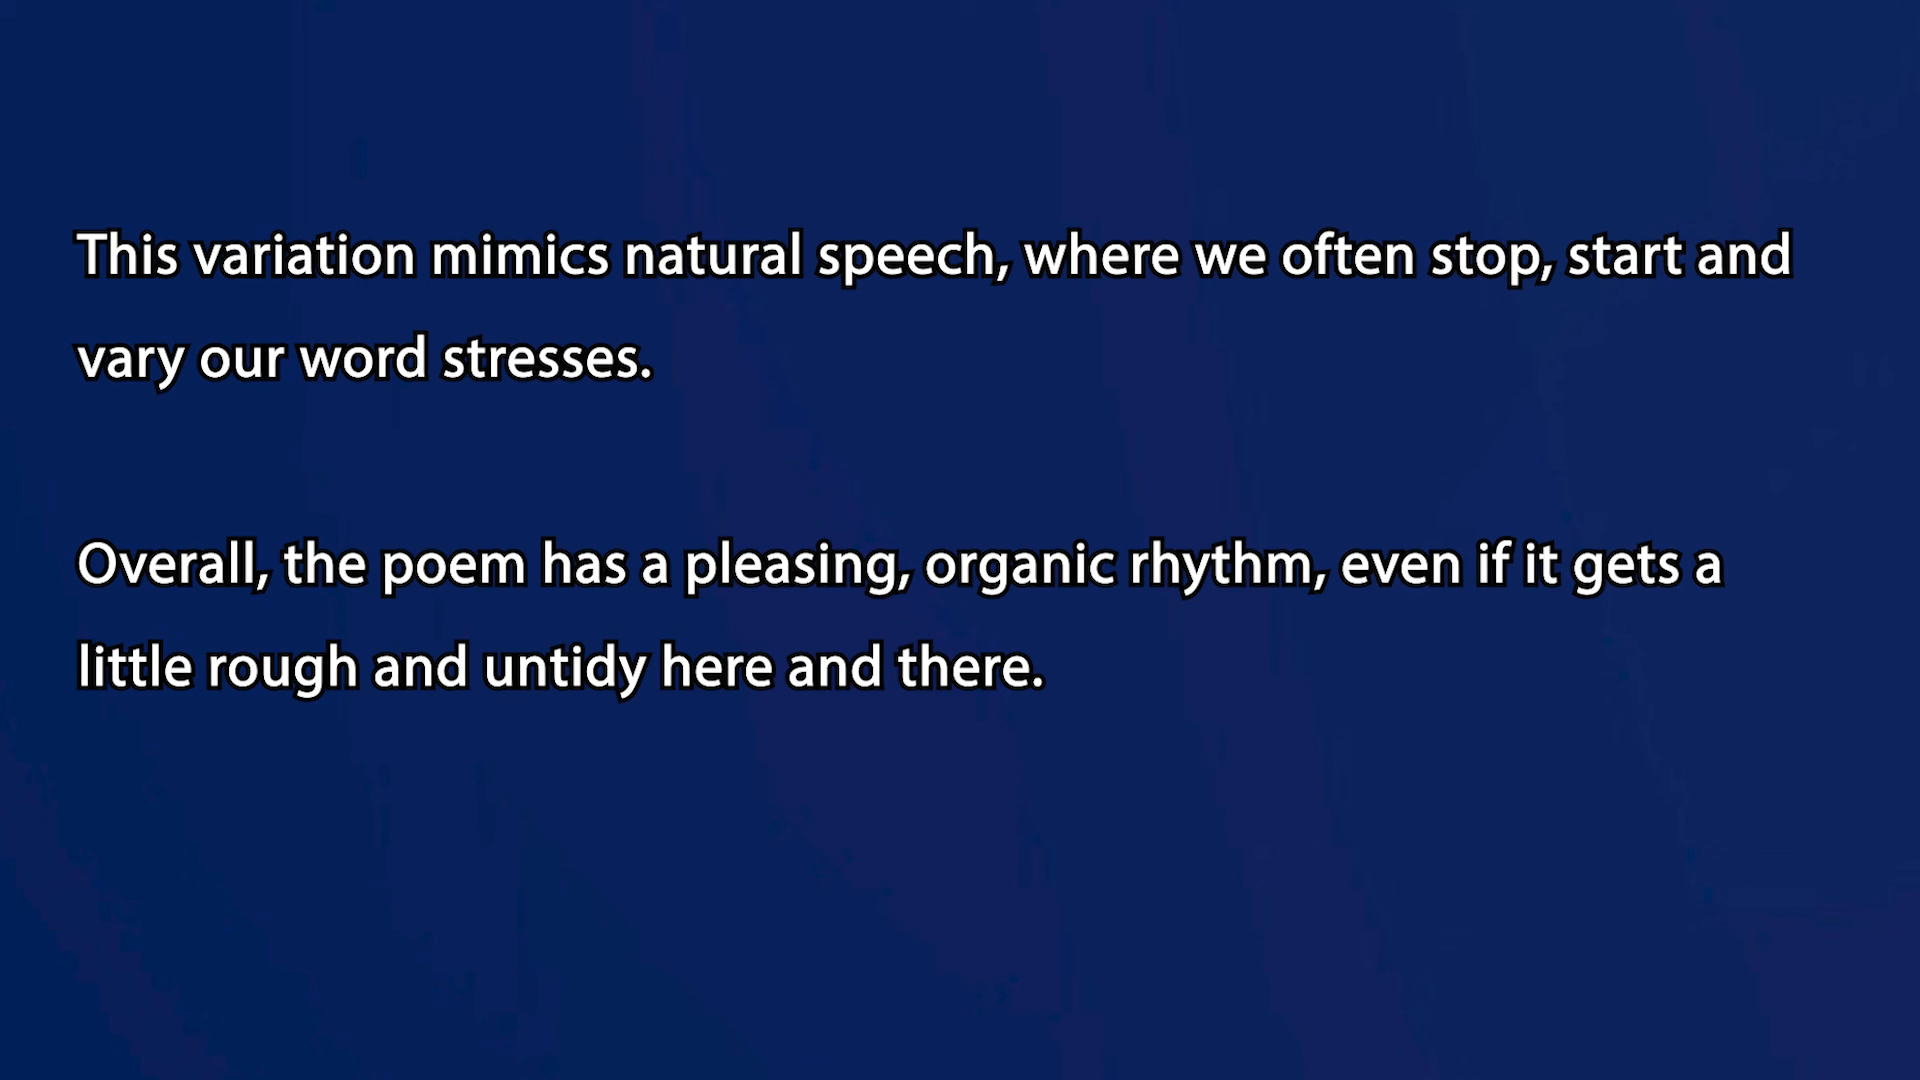 This variation mimics natural speech, where we often stop, start and
vary our word stresses.
Overall, the poem has a pleasing, organic rhythm, even if it gets a
little rough and untidy here and there.